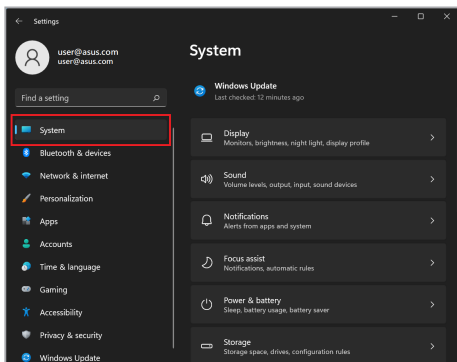 Settings
user@asus.com
user@asus.com
Find a setting
System
Bluetooth & devices
Network & internet
Personalization
Apps
Accounts
Time & language
Gaming
Accessibility
Privacy & security
Windows Update
System
Windows Update
Last checked: 12 minutes ago
Display
Monitors, brightness, night light, display profile
Sound
Volume levels, output, input, sound devices
Notifications
Alerts from apps and system
Focus assist
Notifications, automatic rules
Power & battery
Sleep, battery usage, battery saver
Storage
Storage space, drives, configuration rules